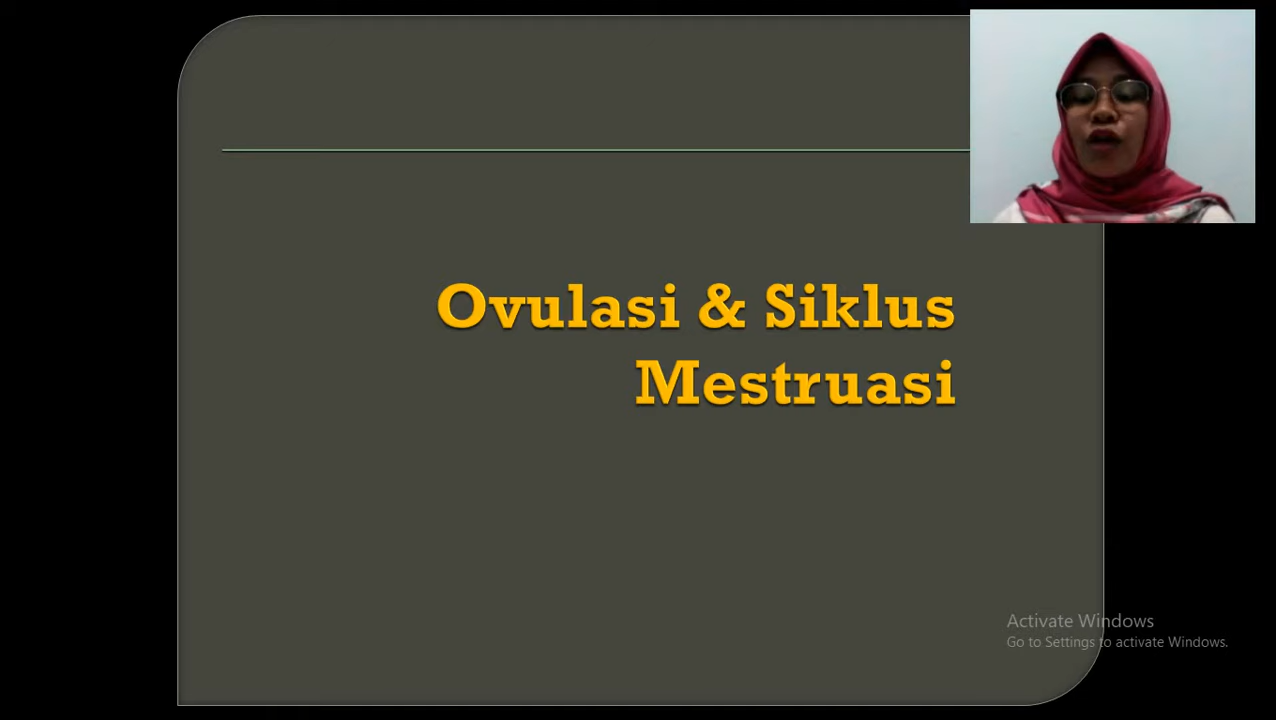 Ovulasi & Siklus
Mestruasi
Activate Windows
Go to Settings to activate Windows.